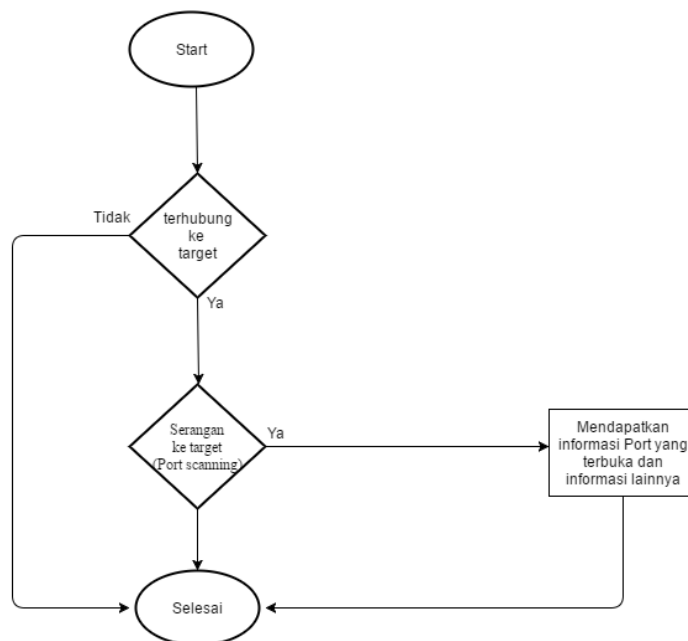 Start
Tidak
terhubung
ke
target
Ya
Serangan
ke target
(Port scanning)
Ya
Mendapatkan
informasi Port yang
terbuka dan
informasi lainnya
Selesai